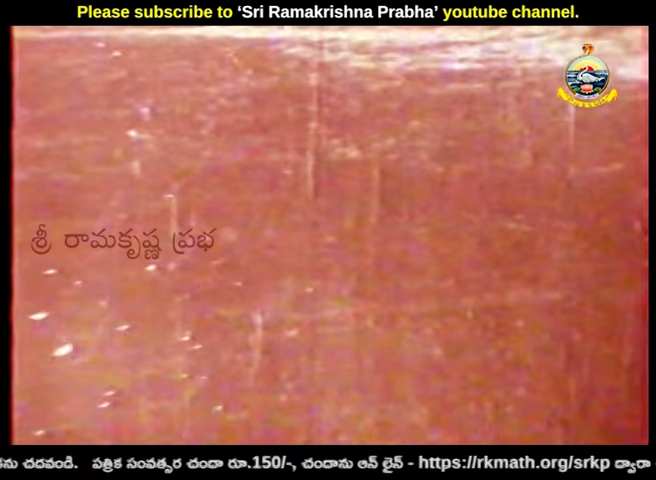 Please subscribe to ‘Sri Ramakrishna Prabha’ youtube channel.
శ్రీ రామకృష్ణ ప్రభ
కను చదవండి. పత్రిక సంవత్సర చందా రూ.150/-, చందాను ఆన్ లైన్ - https://rkmath.org/srkp ద్వారా